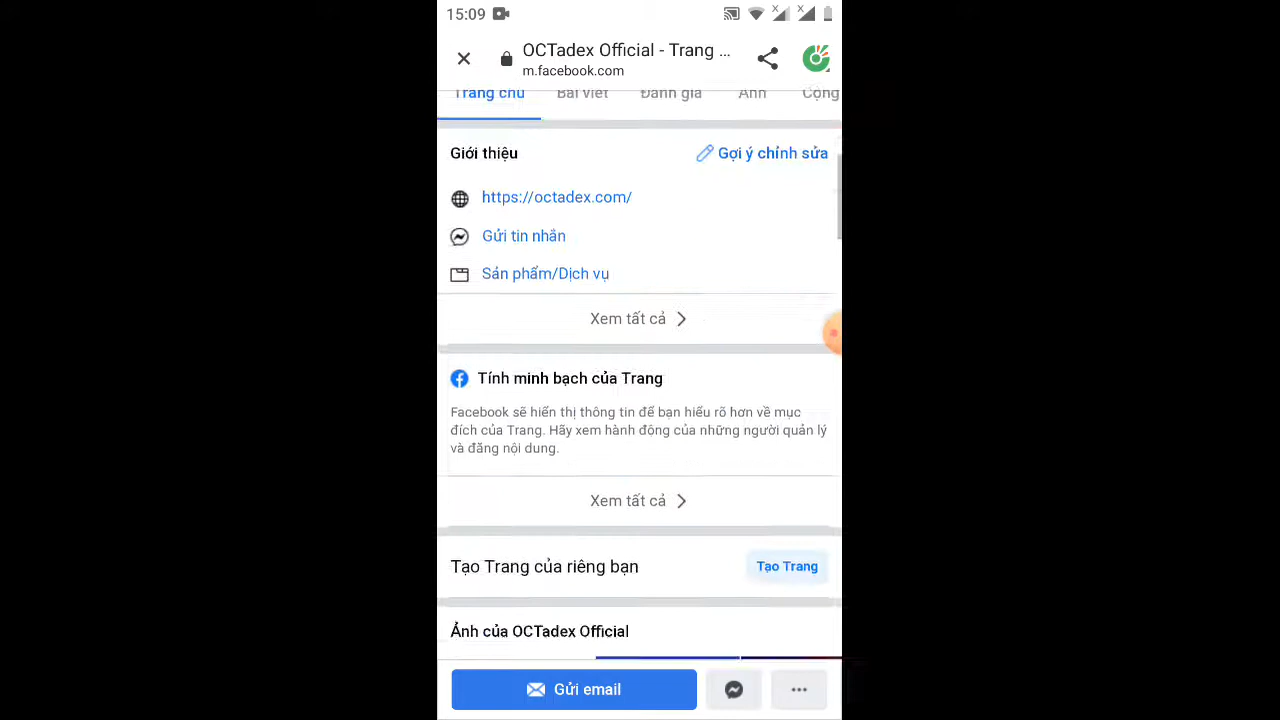 15:09
OCTadex Official - Trang ...
m.facebook.com
Trang chủ Bài viết Đánh giá Ảnh Cộng
Giới thiệu Gợi ý chỉnh sửa
https://octadex.com/
Gửi tin nhắn
Sản phẩm/Dịch vụ
Xem tất cả
Tính minh bạch của Trang
Facebook sẽ hiển thị thông tin để bạn hiểu rõ hơn về mục
đích của Trang. Hãy xem hành động của những người quản lý
và đăng nội dung.
Xem tất cả
Tạo Trang của riêng bạn Tạo Trang
Ảnh của OCTadex Official
Gửi email